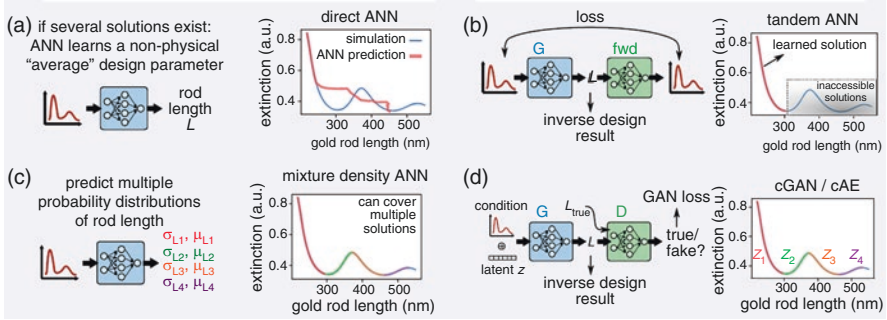 (a)
if several solutions exist:
ANN learns a non-physical
"average" design parameter
rod
length
L
direct ANN
simulation
ANN prediction
extinction (a.u.)
0.8
0.6
0.4
300 400 500
gold rod length (nm)
(b)
loss
G
fwd
L
inverse design
result
tandem ANN
learned solution
inaccessible
solutions
extinction (a.u.)
0.8
0.6
0.4
300 400 500
gold rod length (nm)
(c)
predict multiple
probability distributions
of rod length
σL1, μL1
σL2, μL2
σL3, μL3
σL4, μL4
mixture density ANN
can cover
multiple
solutions
extinction (a.u.)
0.8
0.6
0.4
300 400 500
gold rod length (nm)
(d)
condition
latent z
G
Ltrue
D
L
GAN loss
true/
fake?
inverse design
result
cGAN / cAE
Z1 Z2 Z3 Z4
extinction (a.u.)
0.8
0.6
0.4
300 400 500
gold rod length (nm)